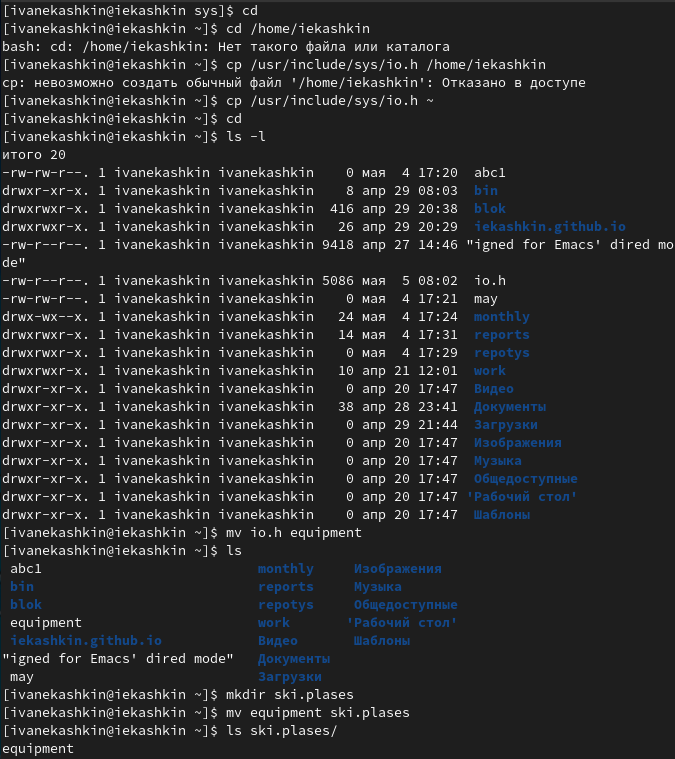 [ivanekashkin@iekashkin sys]$ cd
[ivanekashkin@iekashkin ~]$ cd /home/iekashkin
bash: cd: /home/iekashkin: Нет такого файла или каталога
[ivanekashkin@iekashkin ~]$ cp /usr/include/sys/io.h /home/iekashkin
cp: невозможно создать обычный файл '/home/iekashkin': Отказано в доступе
[ivanekashkin@iekashkin ~]$ cp /usr/include/sys/io.h ~
[ivanekashkin@iekashkin ~]$ cd
[ivanekashkin@iekashkin ~]$ ls -l
итого 20
-rw-rw-r--. 1 ivanekashkin ivanekashkin    0 мая  4 17:20  abc1
drwxr-xr-x. 1 ivanekashkin ivanekashkin    8 апр 29 08:03  bin
drwxrwxr-x. 1 ivanekashkin ivanekashkin  416 апр 29 20:38  blok
drwxrwxr-x. 1 ivanekashkin ivanekashkin   26 апр 29 20:29  iekashkin.github.io
-rw-r--r--. 1 ivanekashkin ivanekashkin 9418 апр 27 14:46 "igned for Emacs' dired mo
de"
-rw-r--r--. 1 ivanekashkin ivanekashkin 5086 мая  5 08:02  io.h
-rw-rw-r--. 1 ivanekashkin ivanekashkin    0 мая  4 17:21  may
drwx-wx--x. 1 ivanekashkin ivanekashkin   24 мая  4 17:24  monthly
drwxrwxr-x. 1 ivanekashkin ivanekashkin   14 мая  4 17:31  reports
drwxrwxr-x. 1 ivanekashkin ivanekashkin    0 мая  4 17:29  repotys
drwxrwxr-x. 1 ivanekashkin ivanekashkin   10 апр 21 12:01  work
drwxr-xr-x. 1 ivanekashkin ivanekashkin    0 апр 20 17:47  Видео
drwxr-xr-x. 1 ivanekashkin ivanekashkin   38 апр 28 23:41  Документы
drwxr-xr-x. 1 ivanekashkin ivanekashkin    0 апр 29 21:44  Загрузки
drwxr-xr-x. 1 ivanekashkin ivanekashkin    0 апр 20 17:47  Изображения
drwxr-xr-x. 1 ivanekashkin ivanekashkin    0 апр 20 17:47  Музыка
drwxr-xr-x. 1 ivanekashkin ivanekashkin    0 апр 20 17:47  Общедоступные
drwxr-xr-x. 1 ivanekashkin ivanekashkin    0 апр 20 17:47 'Рабочий стол'
drwxr-xr-x. 1 ivanekashkin ivanekashkin    0 апр 20 17:47  Шаблоны
[ivanekashkin@iekashkin ~]$ mv io.h equipment
[ivanekashkin@iekashkin ~]$ ls
 abc1                           monthly     Изображения
 bin                            reports     Музыка
 blok                           repotys     Общедоступные
 equipment                      work       'Рабочий стол'
 iekashkin.github.io            Видео       Шаблоны
"igned for Emacs' dired mode"   Документы
 may                            Загрузки
[ivanekashkin@iekashkin ~]$ mkdir ski.plases
[ivanekashkin@iekashkin ~]$ mv equipment ski.plases
[ivanekashkin@iekashkin ~]$ ls ski.plases/
equipment